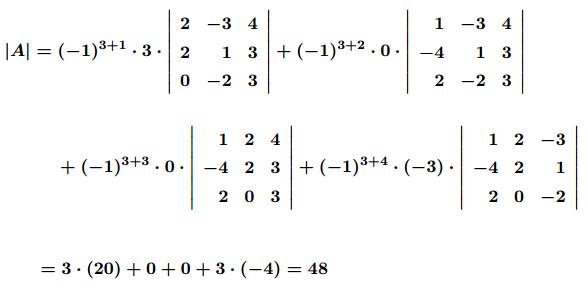 |A| = (−1)³⁺¹ · 3 · | 2 −3 4 ; 2 1 3 ; 0 −2 3 | + (−1)³⁺² · 0 · | 1 −3 4 ; −4 1 3 ; 2 −2 3 |
+ (−1)³⁺³ · 0 · | 1 2 4 ; −4 2 3 ; 2 0 3 | + (−1)³⁺⁴ · (−3) · | 1 2 −3 ; −4 2 1 ; 2 0 −2 |
= 3 · (20) + 0 + 0 + 3 · (−4) = 48